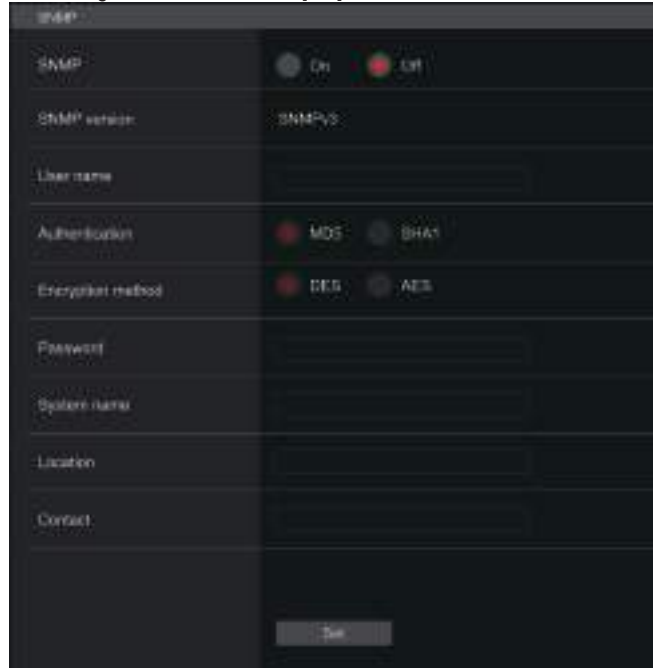 SNMP
SNMP On Off
SNMP version SNMPv3
User name
Authentication MD5 SHA1
Encryption method DES AES
Password
System name
Location
Contact
Set